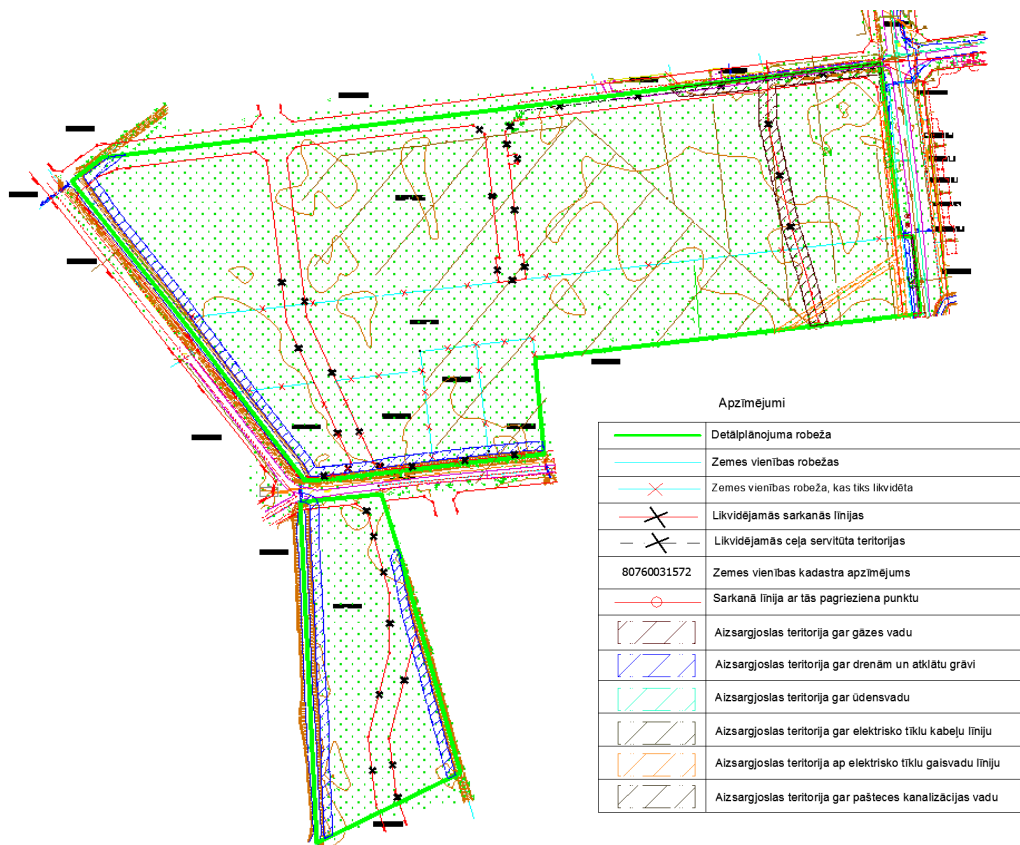 Apzīmējumi
Detālplānojuma robeža
Zemes vienības robežas
Zemes vienības robeža, kas tiks likvidēta
Likvidējamās sarkanās līnijas
Likvidējamās ceļa servitūta teritorijas
80760031572 Zemes vienības kadastra apzīmējums
Sarkanā līnija ar tās pagrieziena punktu
Aizsargjoslas teritorija gar gāzes vadu
Aizsargjoslas teritorija gar drenām un atklātu grāvi
Aizsargjoslas teritorija gar ūdensvadu
Aizsargjoslas teritorija gar elektrisko tīklu kabeļu līniju
Aizsargjoslas teritorija ap elektrisko tīklu gaisvadu līniju
Aizsargjoslas teritorija gar pašteces kanalizācijas vadu